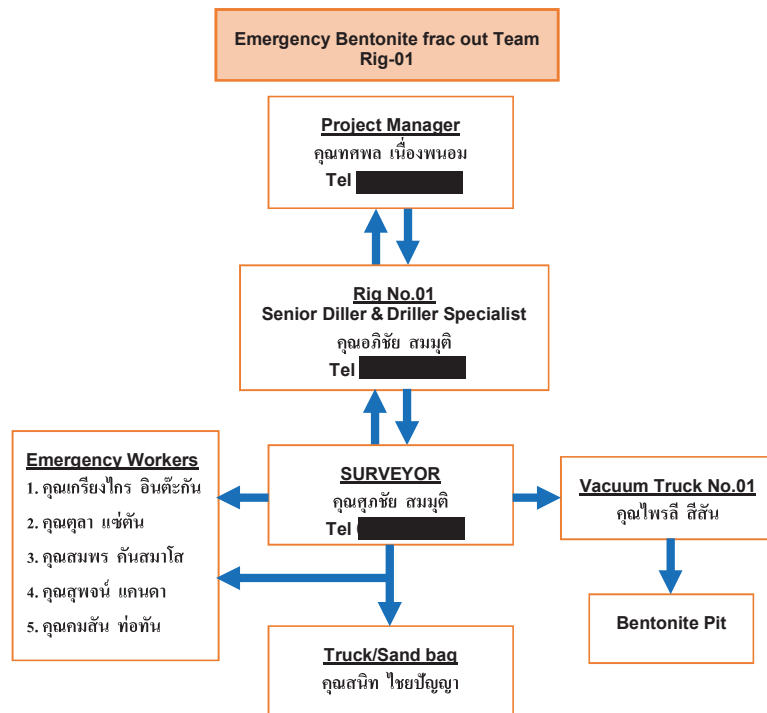 Emergency Bentonite frac out Team
Rig-01
Project Manager
คุณทศพล เนื่องพนอม
Tel
Rig No.01
Senior Diller & Driller Specialist
คุณอภิชัย สมมุติ
Tel
SURVEYOR
คุณศุภชัย สมมุติ
Tel
Emergency Workers
1. คุณเกรียงไกร อินต๊ะกัน
2. คุณตุลา แซ่ตัน
3. คุณสมพร คันสมาโส
4. คุณสุพจน์ แคนดา
5. คุณคมสัน ท่อทัน
Vacuum Truck No.01
คุณไพรลี สีสัน
Bentonite Pit
Truck/Sand bag
คุณสนิท ไชยปัญญา